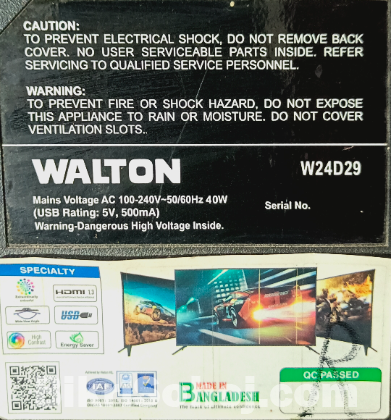 CAUTION:
TO PREVENT ELECTRICAL SHOCK, DO NOT REMOVE BACK
COVER. NO USER SERVICEABLE PARTS INSIDE. REFER
SERVICING TO QUALIFIED SERVICE PERSONNEL.
WARNING:
TO PREVENT FIRE OR SHOCK HAZARD, DO NOT EXPOSE
THIS APPLIANCE TO RAIN OR MOISTURE. DO NOT COVER
VENTILATION SLOTS..
WALTON
W24D29
Mains Voltage AC 100-240V~50/60Hz 40W
(USB Rating: 5V, 500mA)
Serial No.
Warning-Dangerous High Voltage Inside.
SPECIALTY
HDMI
USB
High
Contrast
Energy Saver
MADE IN
BANGLADESH
QC PASSED